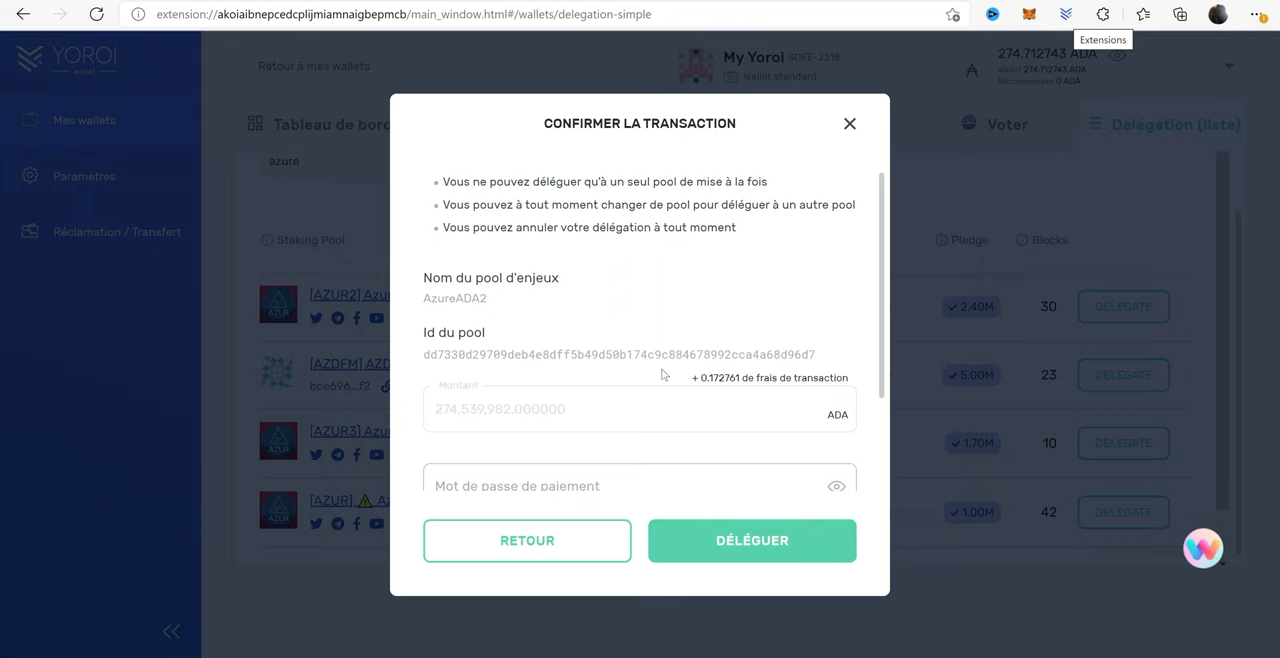 extension://akoiaibnepcedcplijmiamnaigbepmcb/main_window.html#/wallets/delegation-simple
Extensions
YOROI
wallet
Retour à mes wallets
My Yoroi
Wallet standard
274.712743 ADA
Wallet 274.712743 ADA
Récompenses 0 ADA
Mes wallets
Paramètres
Réclamation / Transfert
Tableau de bord
Voter
Délégation (liste)
azure
Staking Pool
Pledge
Blocks
[AZUR2] Azur
2.40M
30
DELEGATE
[AZDFM] AZD
bce696...f2
5.00M
23
DELEGATE
[AZUR3] Azur
1.70M
10
DELEGATE
[AZUR]
1.00M
42
DELEGATE
CONFIRMER LA TRANSACTION
Vous ne pouvez déléguer qu'à un seul pool de mise à la fois
Vous pouvez à tout moment changer de pool pour déléguer à un autre pool
Vous pouvez annuler votre délégation à tout moment
Nom du pool d'enjeux
AzureADA2
Id du pool
dd7330d29709deb4e8dff5b49d50b174c9c884678992cca4a68d96d7
+ 0.172761 de frais de transaction
Montant
274,539,982.000000
ADA
Mot de passe de paiement
RETOUR
DÉLÉGUER